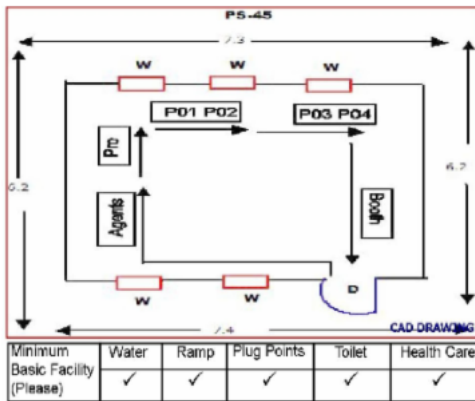 PS-45
7.3
W W W
P01 P02 P03 P04
Pro
6.2 6.2
Agents Booth
D
W W
CAD DRAWING
7.4
Minimum Basic Facility (Please) Water Ramp Plug Points Toilet Health Care
✓ ✓ ✓ ✓ ✓